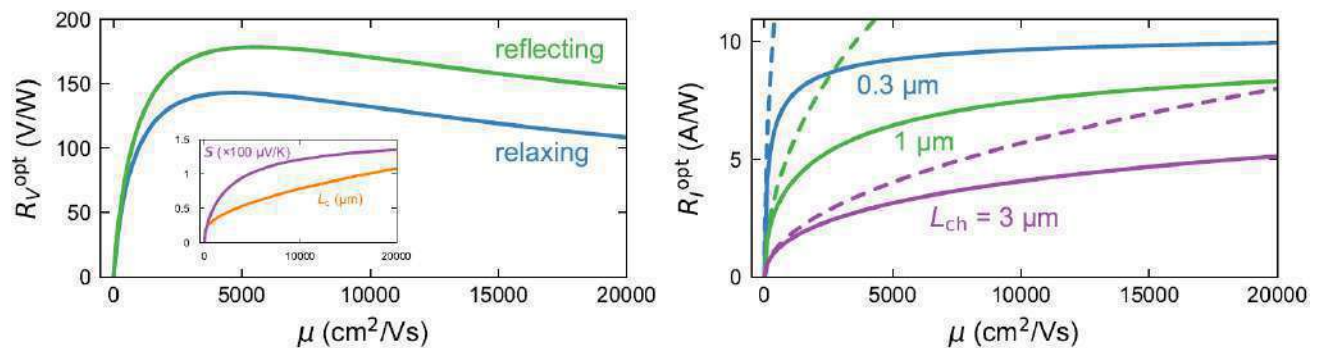 200
150
100
50
0
R_V^opt (V/W)
reflecting
relaxing
1.5
1
0.5
0
S (×100 μV/K)
L_c (μm)
0 10000 20000
0 5000 10000 15000 20000
μ (cm²/Vs)
10
5
0
R_I^opt (A/W)
0.3 μm
1 μm
L_ch = 3 μm
0 5000 10000 15000 20000
μ (cm²/Vs)